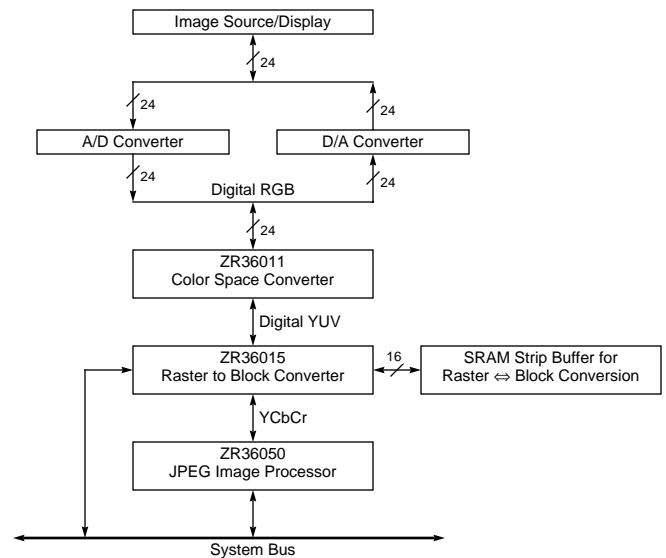 Image Source/Display
24
24
24
A/D Converter
D/A Converter
24
24
Digital RGB
24
ZR36011
Color Space Converter
Digital YUV
ZR36015
Raster to Block Converter
16
SRAM Strip Buffer for
Raster ⇔ Block Conversion
YCbCr
ZR36050
JPEG Image Processor
System Bus